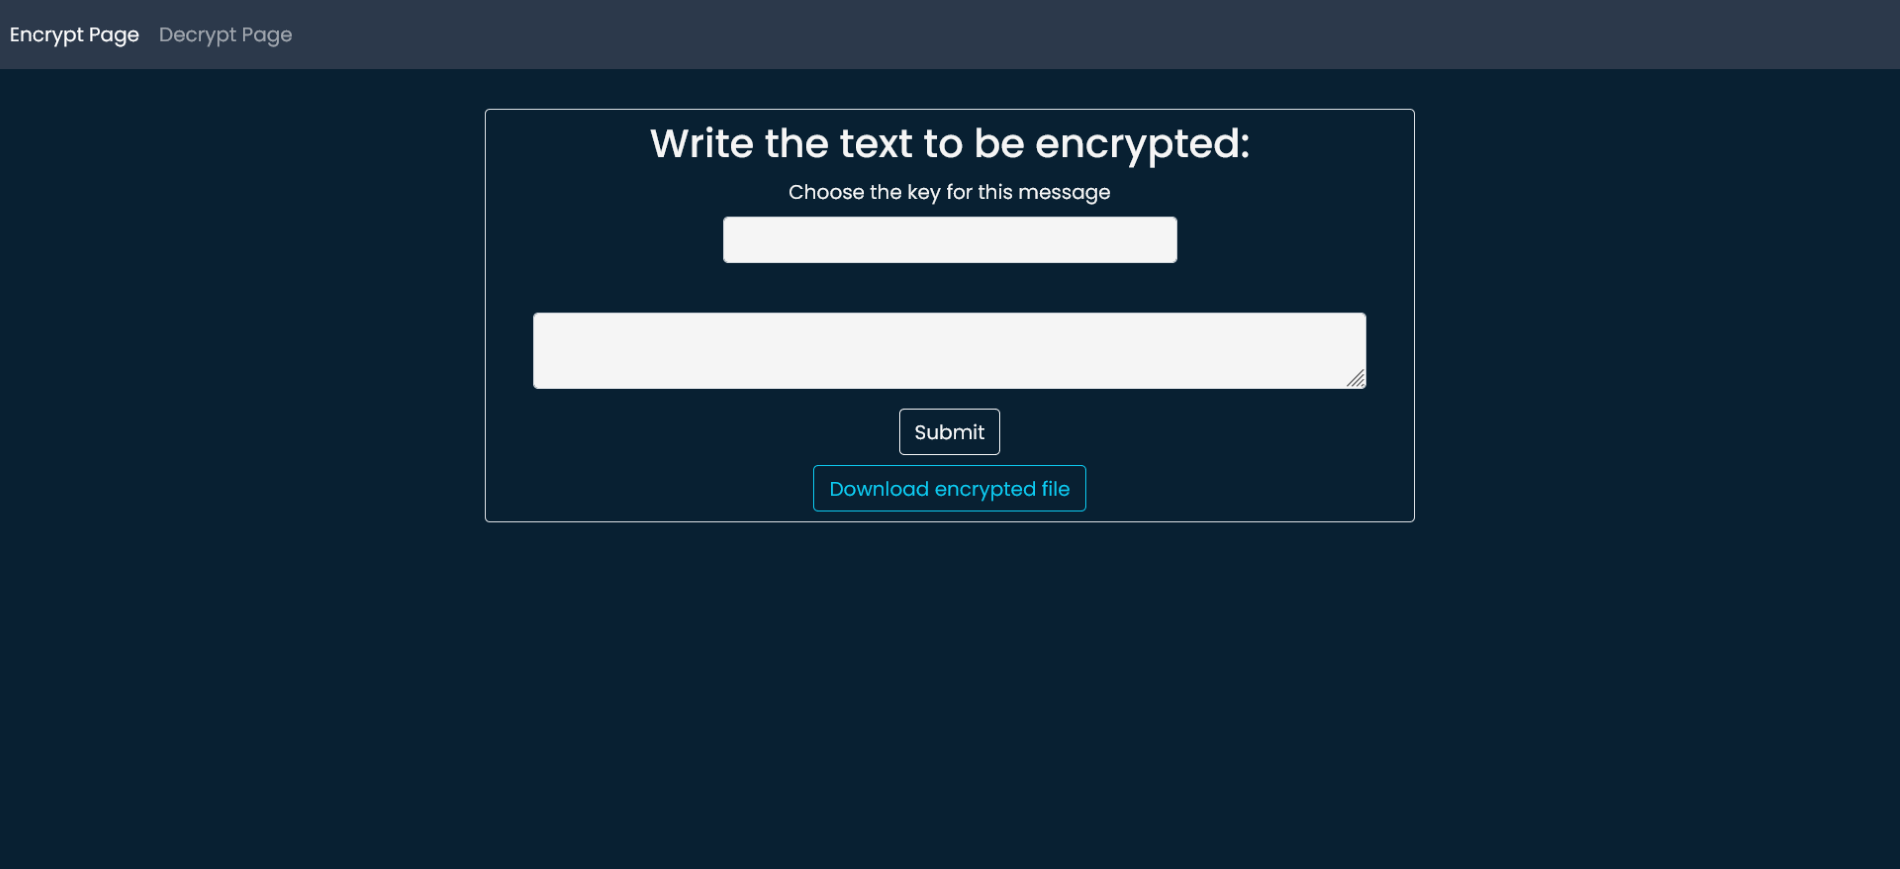 Encrypt Page Decrypt Page
Write the text to be encrypted:
Choose the key for this message
Submit
Download encrypted file